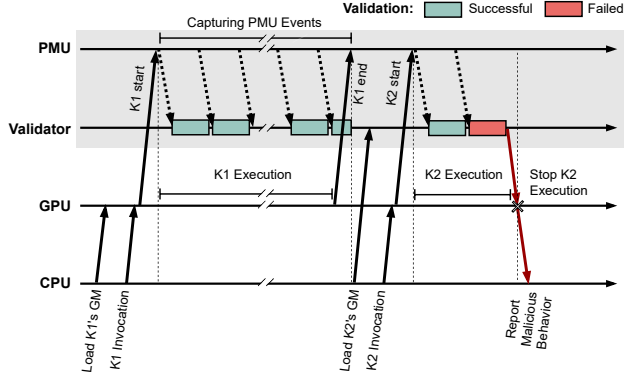 Validation: Successful Failed
Capturing PMU Events
PMU
K1 start
K1 end
K2 start
Validator
K1 Execution
K2 Execution
Stop K2
Execution
GPU
CPU
Load K1's GM
K1 Invocation
Load K2's GM
K2 Invocation
Report
Malicious
Behavior